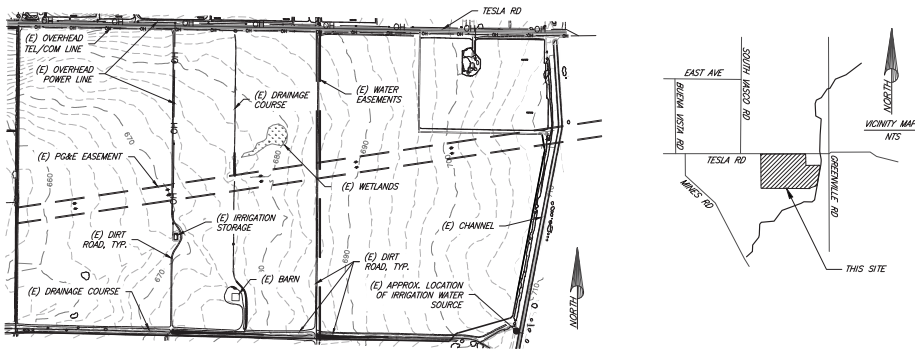 TESLA RD
(E) OVERHEAD
TEL/COM LINE
(E) OVERHEAD
POWER LINE
(E) DRAINAGE
COURSE
(E) WATER
EASEMENTS
670
(E) PG&E EASEMENT
680
690
700
(E) WETLANDS
690
(E) IRRIGATION
STORAGE
(E) CHANNEL
(E) DIRT
ROAD, TYP.
690
(E) DIRT
ROAD, TYP.
670
(E) BARN
(E) DRAINAGE COURSE
(E) APPROX. LOCATION
OF IRRIGATION WATER
SOURCE
710
NORTH
EAST AVE
SOUTH VASCO RD
BUENA VISTA RD
NORTH
VICINITY MAP
NTS
TESLA RD
GREENVILLE RD
MINES RD
THIS SITE